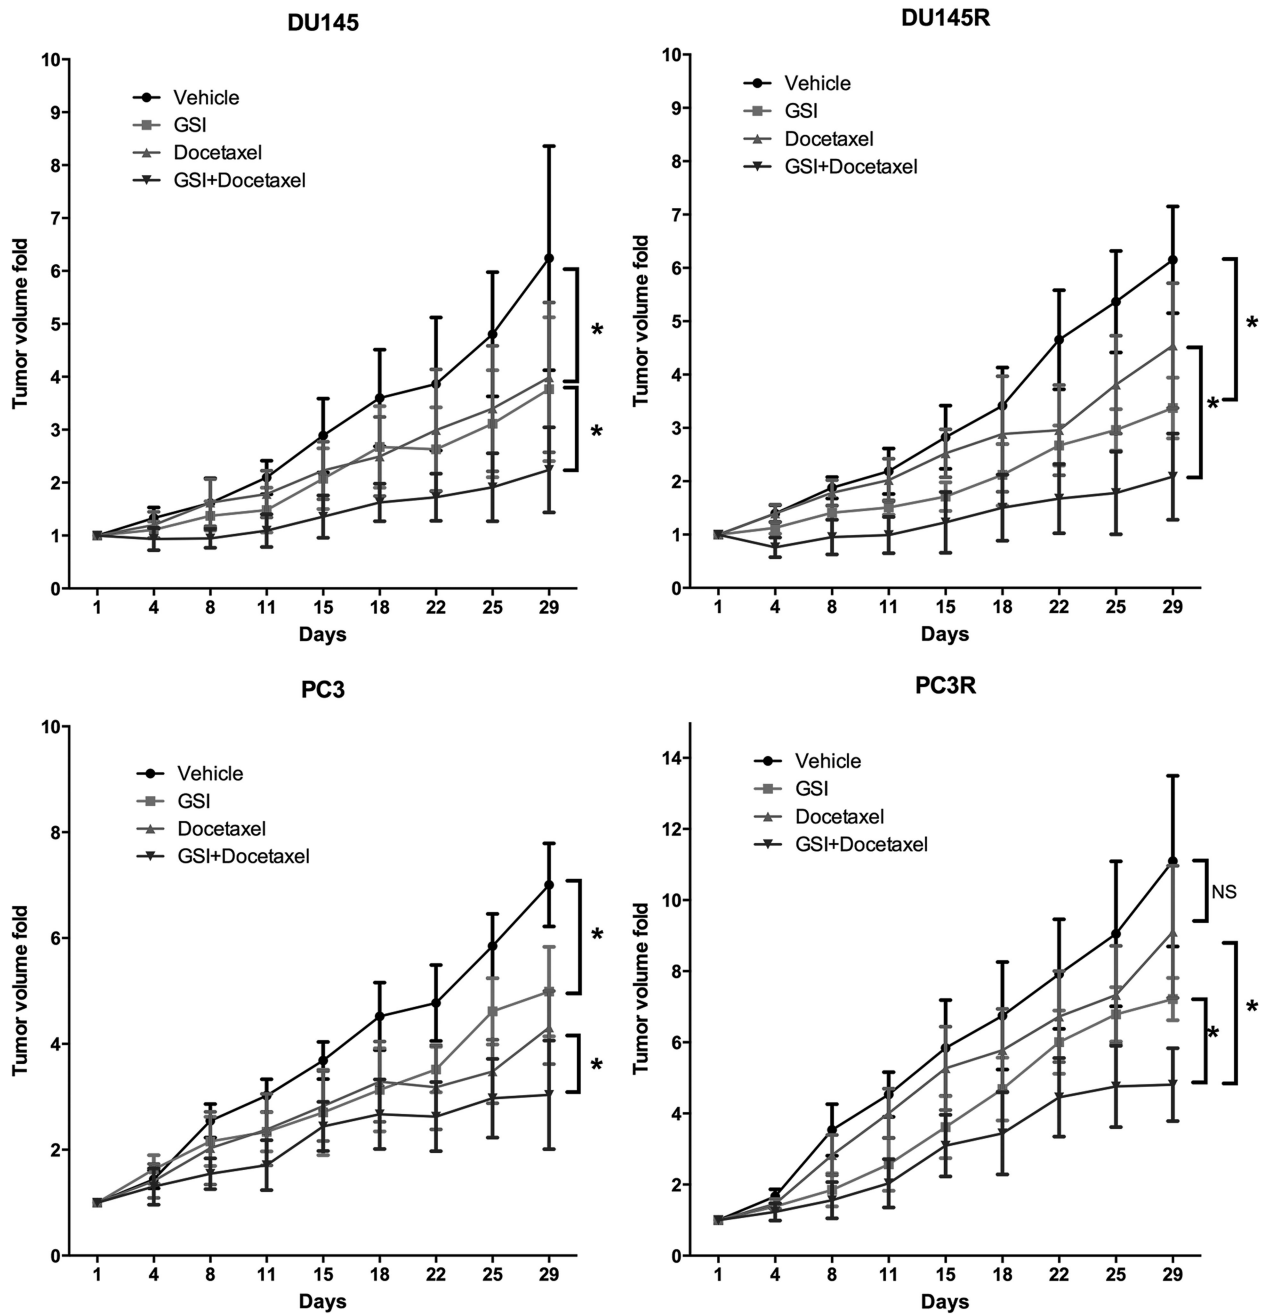 DU145
10
9
8
7
6
5
4
3
2
1
0
Tumor volume fold
Vehicle
GSI
Docetaxel
GSI+Docetaxel
*
*
1 4 8 11 15 18 22 25 29
Days
DU145R
10
9
8
7
6
5
4
3
2
1
0
Tumor volume fold
Vehicle
GSI
Docetaxel
GSI+Docetaxel
*
*
1 4 8 11 15 18 22 25 29
Days
PC3
10
8
6
4
2
0
Tumor volume fold
Vehicle
GSI
Docetaxel
GSI+Docetaxel
*
*
1 4 8 11 15 18 22 25 29
Days
PC3R
14
12
10
8
6
4
2
0
Tumor volume fold
Vehicle
GSI
Docetaxel
GSI+Docetaxel
NS
*
*
1 4 8 11 15 18 22 25 29
Days